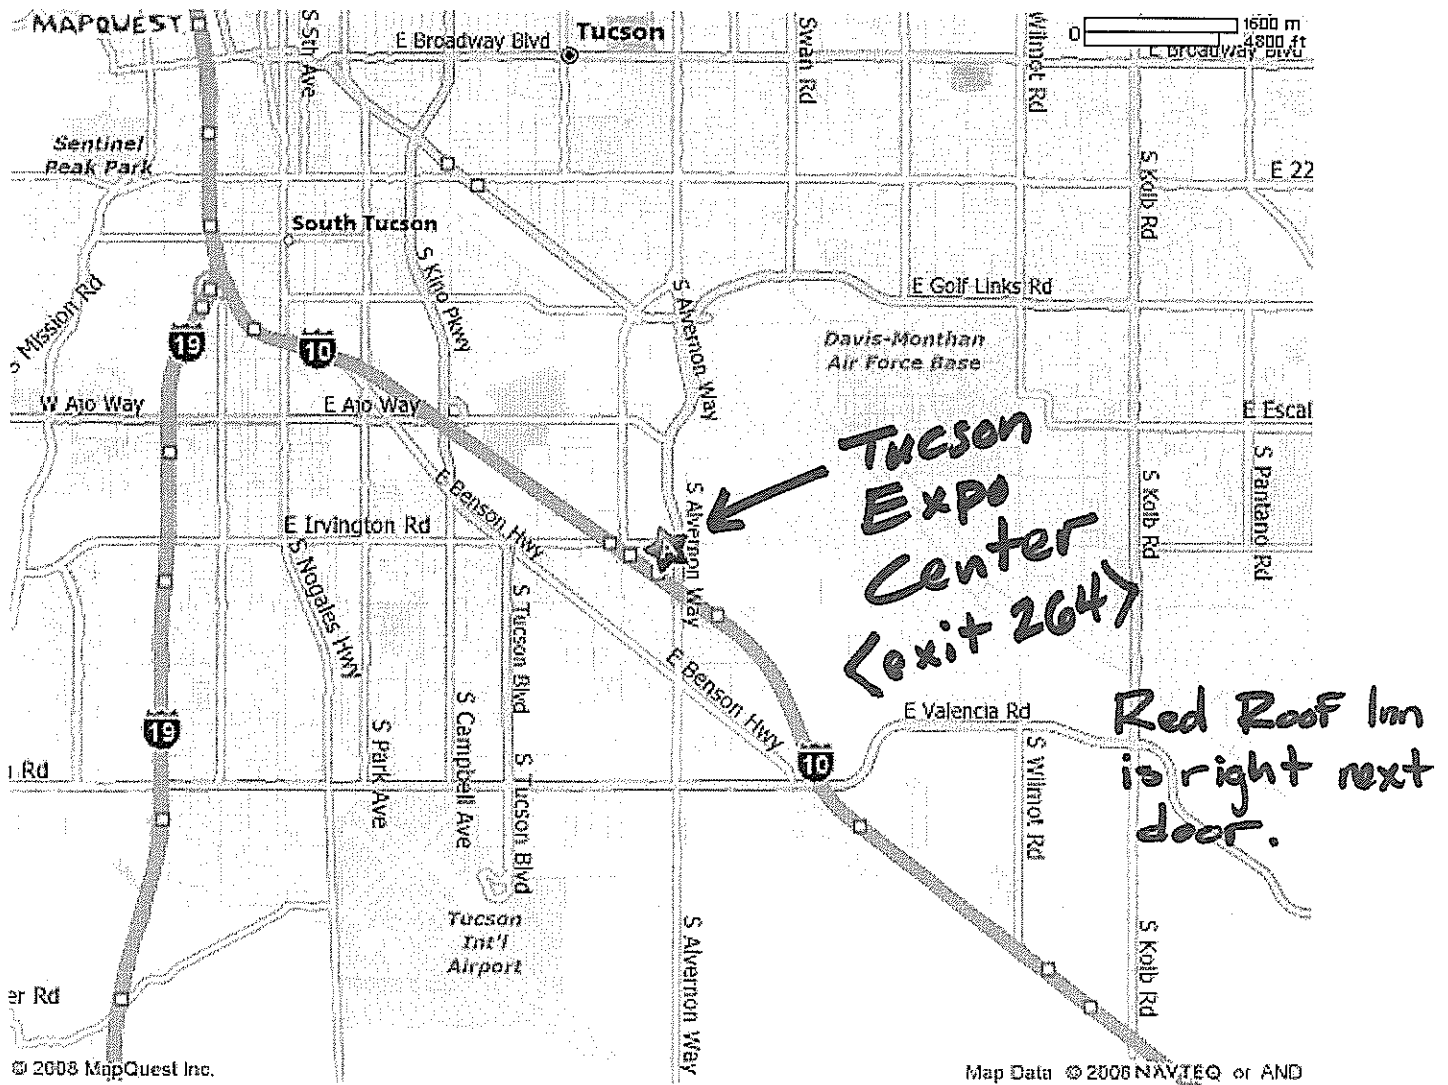 MAPQUEST
S 5th Ave
E Broadway Blvd
Tucson
Swan Rd
Wilmot Rd
0
1600 m
4800 ft
E Broadway Blvd
Sentinel
Peak Park
S Kolb Rd
E 22
South Tucson
S Mission Rd
S Kino Pkwy
S Alvernon Way
E Golf Links Rd
19
10
Davis-Monthan
Air Force Base
W Ajo Way
E Ajo Way
E Escal
Tucson
Expo
Center
<exit 264>
E Benson Hwy
S Alvernon Way
S Kolb Rd
S Pantano Rd
E Irvington Rd
S Nogales Hwy
S Tucson Blvd
E Benson Hwy
E Valencia Rd
Red Roof Inn
is right next
door.
19
S Park Ave
S Campbell Ave
S Tucson Blvd
10
S Wilmot Rd
Rd
Tucson
Int'l
Airport
S Alvernon Way
S Kolb Rd
er Rd
© 2008 MapQuest Inc.
Map Data © 2008 NAVTEQ or AND